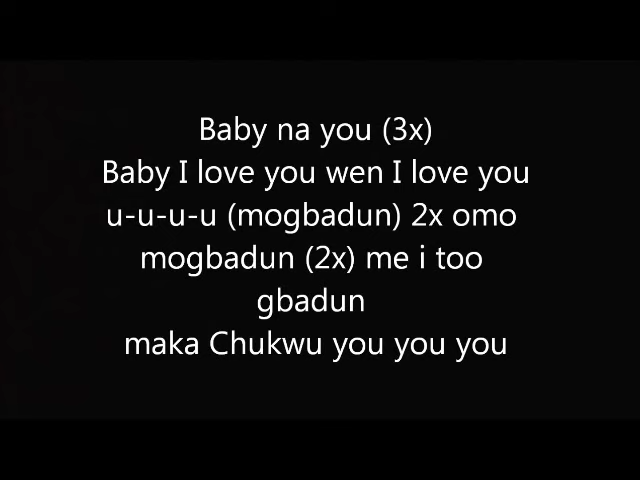 Baby na you (3x)
Baby I love you wen I love you
u-u-u-u (mogbadun) 2x omo
mogbadun (2x) me i too
gbadun
maka Chukwu you you you